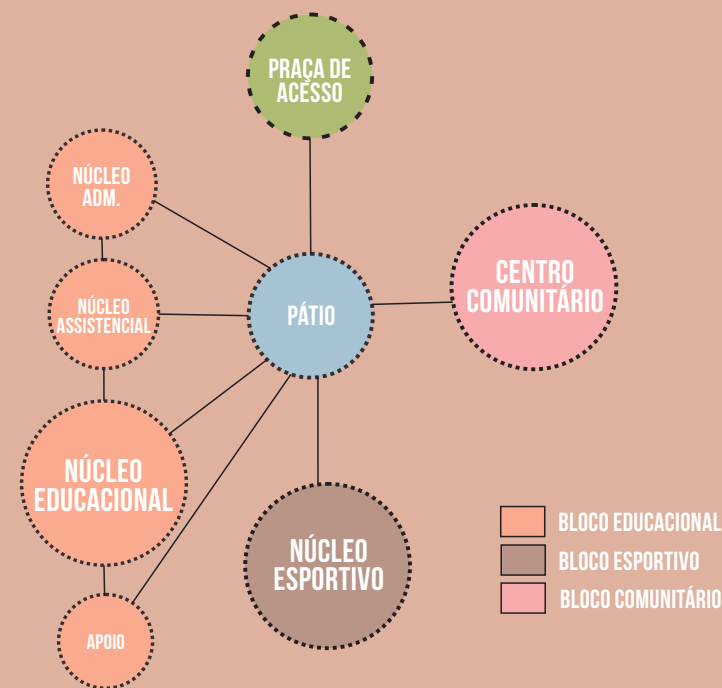 PRAÇA DE
ACESSO
NÚCLEO
ADM.
NÚCLEO
ASSISTENCIAL
PÁTIO
CENTRO
COMUNITÁRIO
NÚCLEO
EDUCACIONAL
NÚCLEO
ESPORTIVO
APOIO
BLOCO EDUCACIONAL
BLOCO ESPORTIVO
BLOCO COMUNITÁRIO